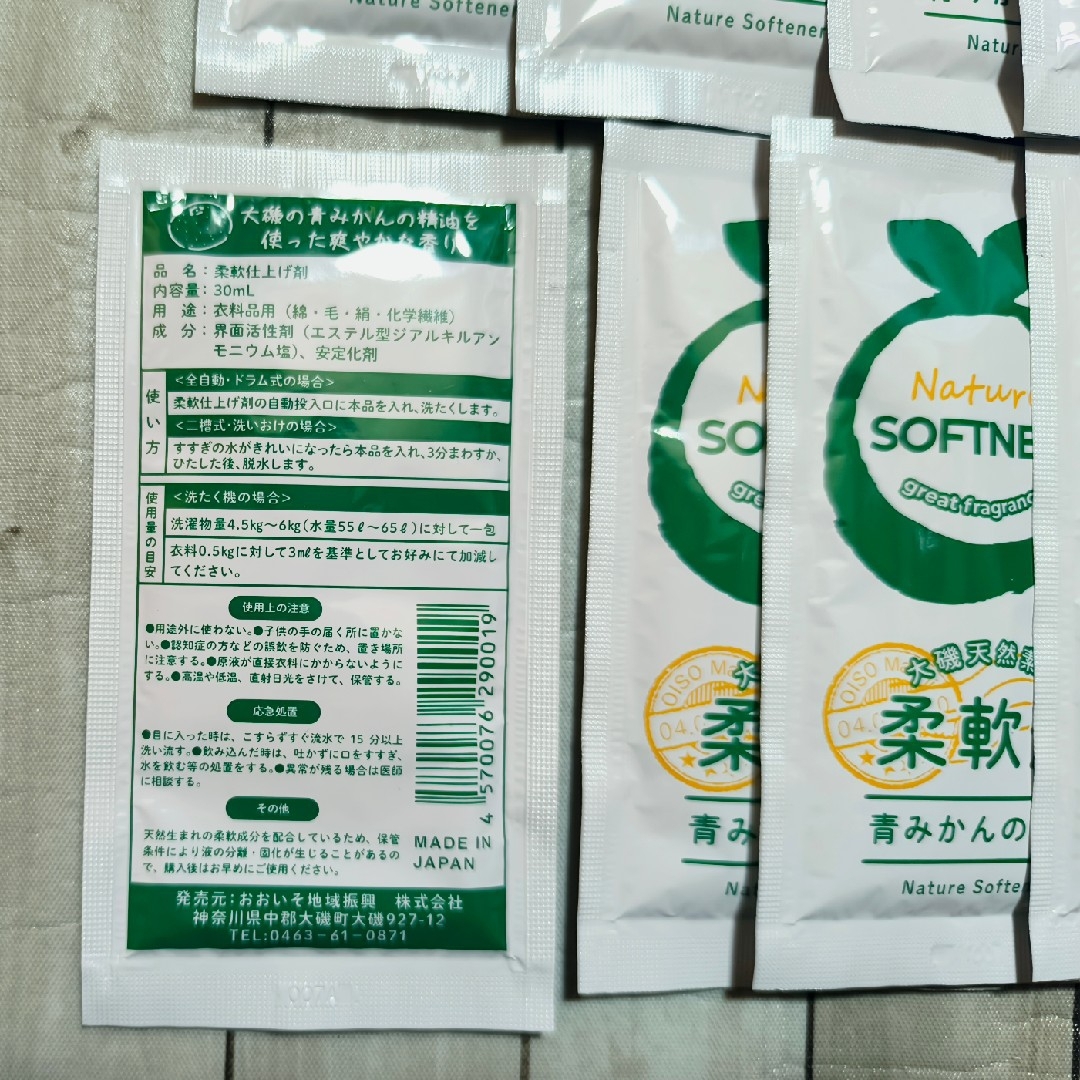 Nature Softener
Nature Softener
Natur
大磯の青みかんの精油を
使った爽やかな香り
品 名：柔軟仕上げ剤
内容量：30mL
用 途：衣料品用（綿・毛・絹・化学繊維）
成 分：界面活性剤（エステル型ジアルキルアン
モニウム塩）、安定化剤
使い方
＜全自動・ドラム式の場合＞
柔軟仕上げ剤の自動投入口に本品を入れ、洗たくします。
＜二槽式・洗いおけの場合＞
すすぎの水がきれいになったら本品を入れ、3分まわすか、
ひたした後、脱水します。
使用量の目安
＜洗たく機の場合＞
洗濯物量4.5kg〜6kg（水量55ℓ〜65ℓ）に対して一包
衣料0.5kgに対して3mℓを基準としてお好みにて加減し
てください。
使用上の注意
●用途外に使わない。●子供の手の届く所に置かな
い。●認知症の方などの誤飲を防ぐため、置き場所
に注意する。●原液が直接衣料にかからないように
する。●高温や低温、直射日光をさけて、保管する。
応急処置
●目に入った時は、こすらずすぐ流水で 15 分以上
洗い流す。●飲み込んだ時は、吐かずに口をすすぎ、
水を飲む等の処置をする。●異常が残る場合は医師
に相談する。
その他
天然生まれの柔軟成分を配合しているため、保管
条件により液の分離・固化が生じることがあるの
で、購入後はお早めにご使用ください。
4 570076 290019
MADE IN
JAPAN
発売元：おおいそ地域振興 株式会社
神奈川県中郡大磯町大磯927-12
TEL:0463-61-0871
N
SO
gre
OISO M
04.0
大
柔
青み
Na
Natur
SOFTNE
great fragranc
OISO Ma
04.0
大磯天然素
柔軟
青みかんの
Nature Softe